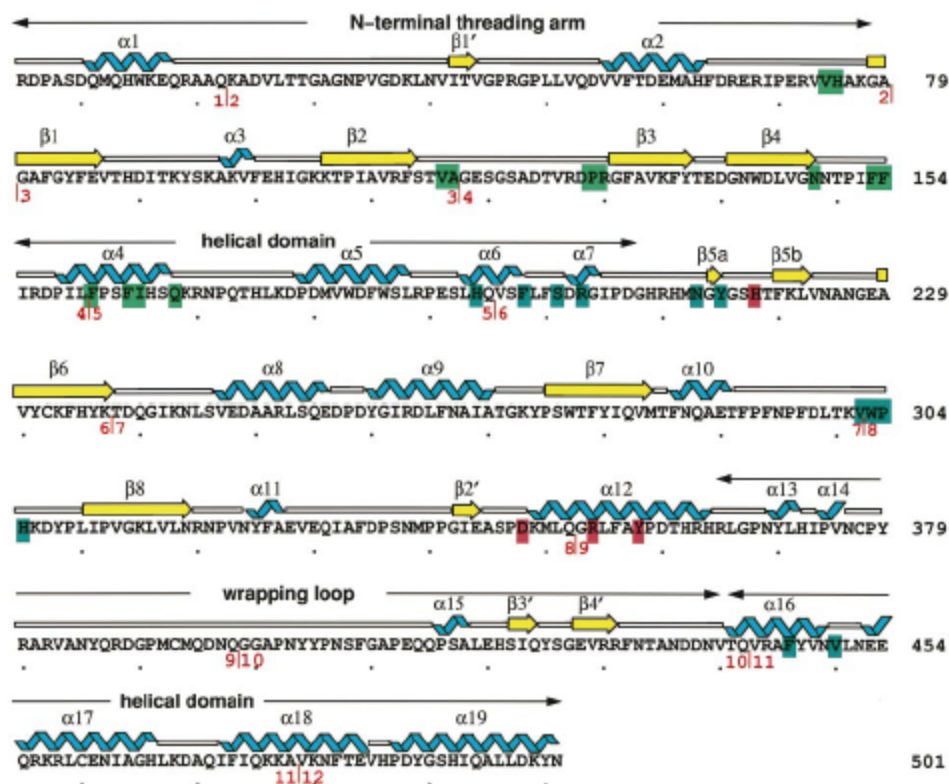 N-terminal threading arm
α1 β1′ α2
RDPASDQMQHWKEQRAAQKADVLTTGAGNPVGDKLNVITVGPRGPLLVQDVVFTDEMAHFDRERIPERVVHAKGA 79
1|2 2|
β1 α3 β2 β3 β4
GAFGYFEVTHDITKYSKAKVFEHIGKKTPIAVRFSTVAGESGSADTVRDPRGFAVKFYTEDGNWDLVGNNTPIFF 154
|3 3|4
helical domain
α4 α5 α6 α7 β5a β5b
IRDPILFPSFIHSQKRNPQTHLKDPDMVWDFWSLRPESLHQVSFLFSDRGIPDGHRHMNGYGSHTFKLVNANGEA 229
4|5 5|6
β6 α8 α9 β7 α10
VYCKFHYKTDQGIKNLSVEDAARLSQEDPDYGIRDLFNAIATGKYPSWTFYIQVMTFNQAETFPFNPFDLTKVWP 304
6|7 7|8
β8 α11 β2′ α12 α13 α14
HKDYPLIPVGKLVLNRNPVNYFAEVEQIAFDPSNMPPGIEASPDKMLQGRLFAYPDTHRHRLGPNYLHIPVNCPY 379
8|9
wrapping loop
α15 β3′ β4′ α16
RARVANYQRDGPMCMQDNQGGAPNYYPNSFGAPEQQPSALEHSIQYSGEVRRFNTANDDNVTQVRAFYVNVLNEE 454
9|10 10|11
helical domain
α17 α18 α19
QRKRLCENIAGHLKDAQIFIQKKAVKNFTEVHPDYGSHIQALLDKYN 501
11|12